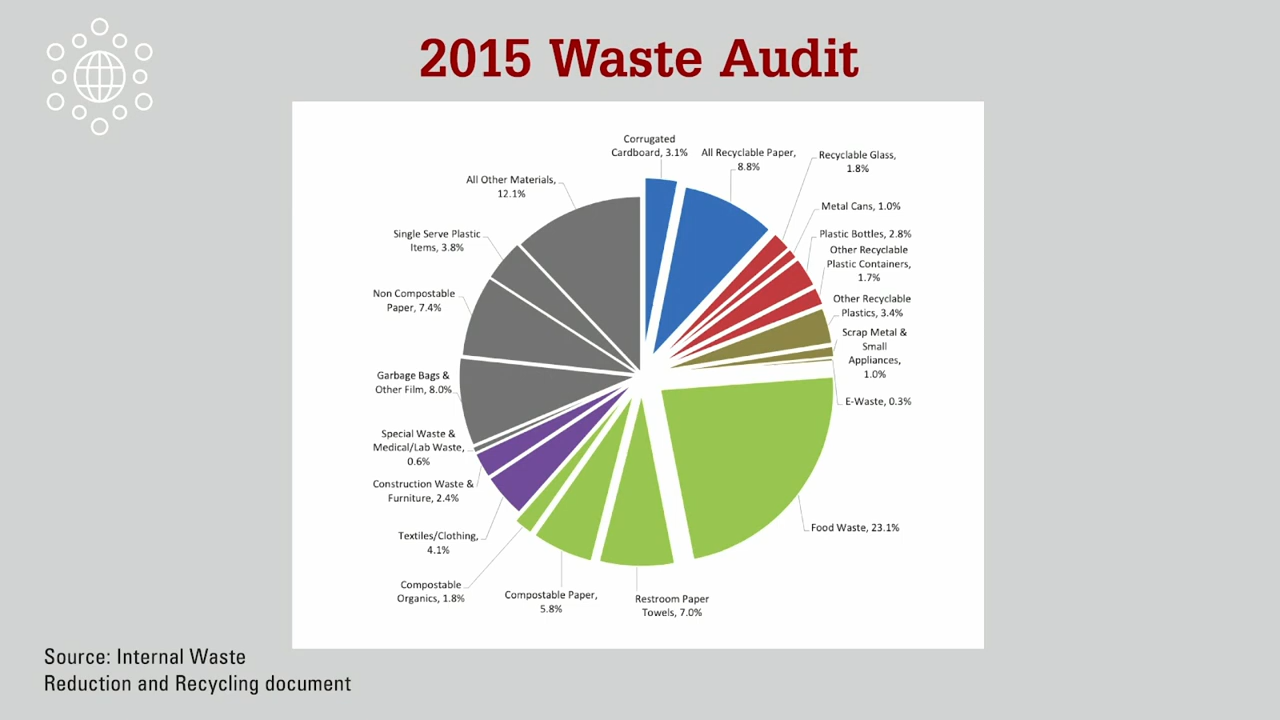 2015 Waste Audit
Corrugated
Cardboard, 3.1%
All Recyclable Paper,
8.8%
Recyclable Glass,
1.8%
Metal Cans, 1.0%
Plastic Bottles, 2.8%
Other Recyclable
Plastic Containers,
1.7%
Other Recyclable
Plastics, 3.4%
Scrap Metal &
Small
Appliances,
1.0%
E-Waste, 0.3%
Food Waste, 23.1%
Restroom Paper
Towels, 7.0%
Compostable Paper,
5.8%
Compostable
Organics, 1.8%
Textiles/Clothing,
4.1%
Construction Waste &
Furniture, 2.4%
Special Waste &
Medical/Lab Waste,
0.6%
Garbage Bags &
Other Film, 8.0%
Non Compostable
Paper, 7.4%
Single Serve Plastic
Items, 3.8%
All Other Materials,
12.1%
Source: Internal Waste
Reduction and Recycling document